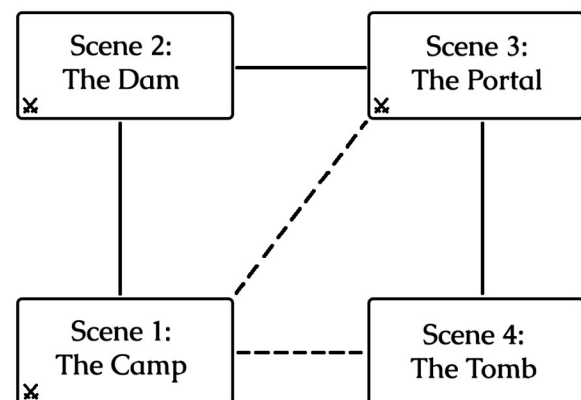 Scene 2:
The Dam
Scene 3:
The Portal
Scene 1:
The Camp
Scene 4:
The Tomb